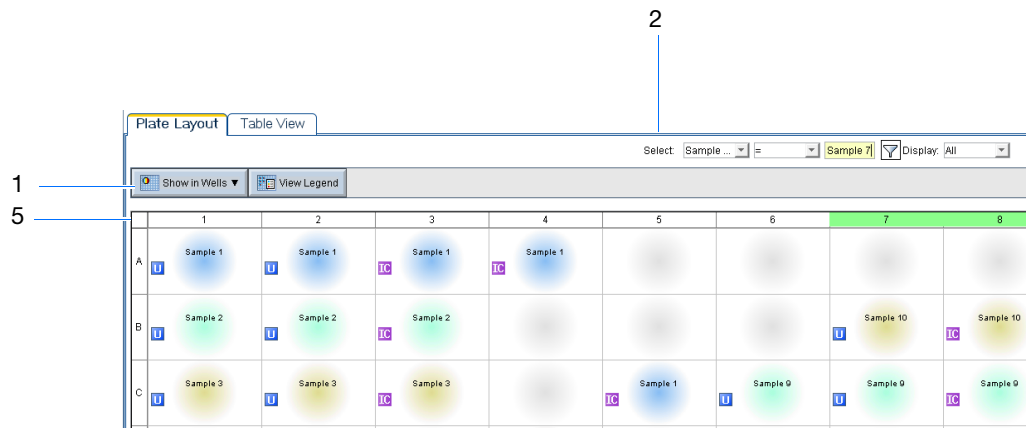 2
Plate Layout Table View
Select: Sample ... = Sample 7 Display: All
1
Show in Wells ▼ View Legend
5
1 2 3 4 5 6 7 8
A U Sample 1 U Sample 1 IC Sample 1 IC Sample 1
B U Sample 2 U Sample 2 IC Sample 2 U Sample 10 IC Sample 10
C U Sample 3 U Sample 3 IC Sample 3 IC Sample 1 U Sample 9 U Sample 9 IC Sample 9